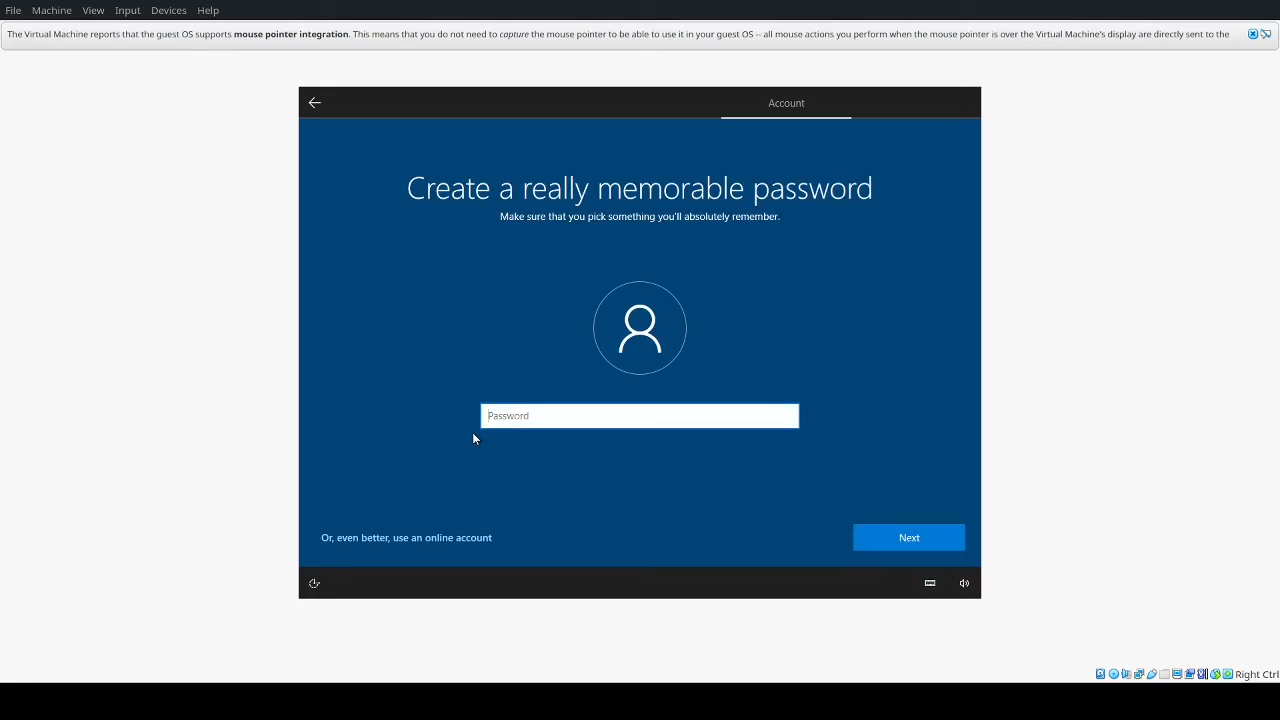 File Machine View Input Devices Help
The Virtual Machine reports that the guest OS supports mouse pointer integration. This means that you do not need to capture the mouse pointer to be able to use it in your guest OS -- all mouse actions you perform when the mouse pointer is over the Virtual Machine's display are directly sent to the
Account
Create a really memorable password
Make sure that you pick something you'll absolutely remember.
Password
Or, even better, use an online account
Next
Right Ctrl